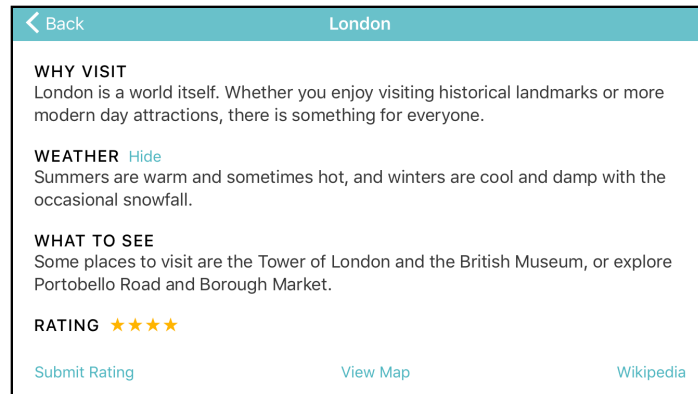 Back
London
WHY VISIT
London is a world itself. Whether you enjoy visiting historical landmarks or more
modern day attractions, there is something for everyone.
WEATHER Hide
Summers are warm and sometimes hot, and winters are cool and damp with the
occasional snowfall.
WHAT TO SEE
Some places to visit are the Tower of London and the British Museum, or explore
Portobello Road and Borough Market.
RATING ★★★★
Submit Rating
View Map
Wikipedia